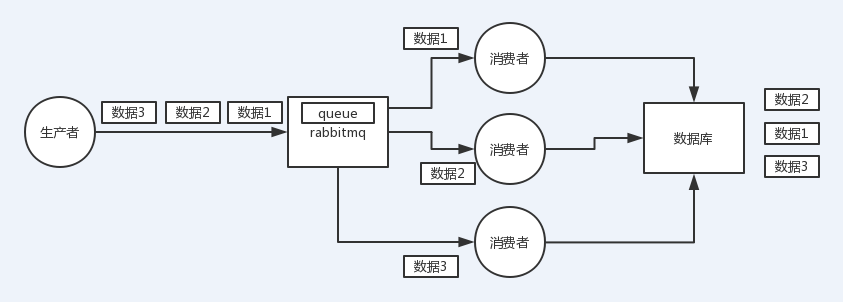 生产者
数据3
数据2
数据1
queue
rabbitmq
数据1
消费者
数据2
消费者
数据3
消费者
数据库
数据2
数据1
数据3